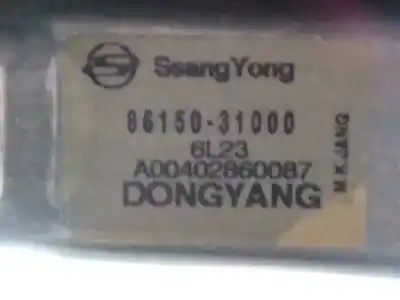 SsangYong
86150-31000
6L23
A00402860087
DONGYANG
M.K.JANG